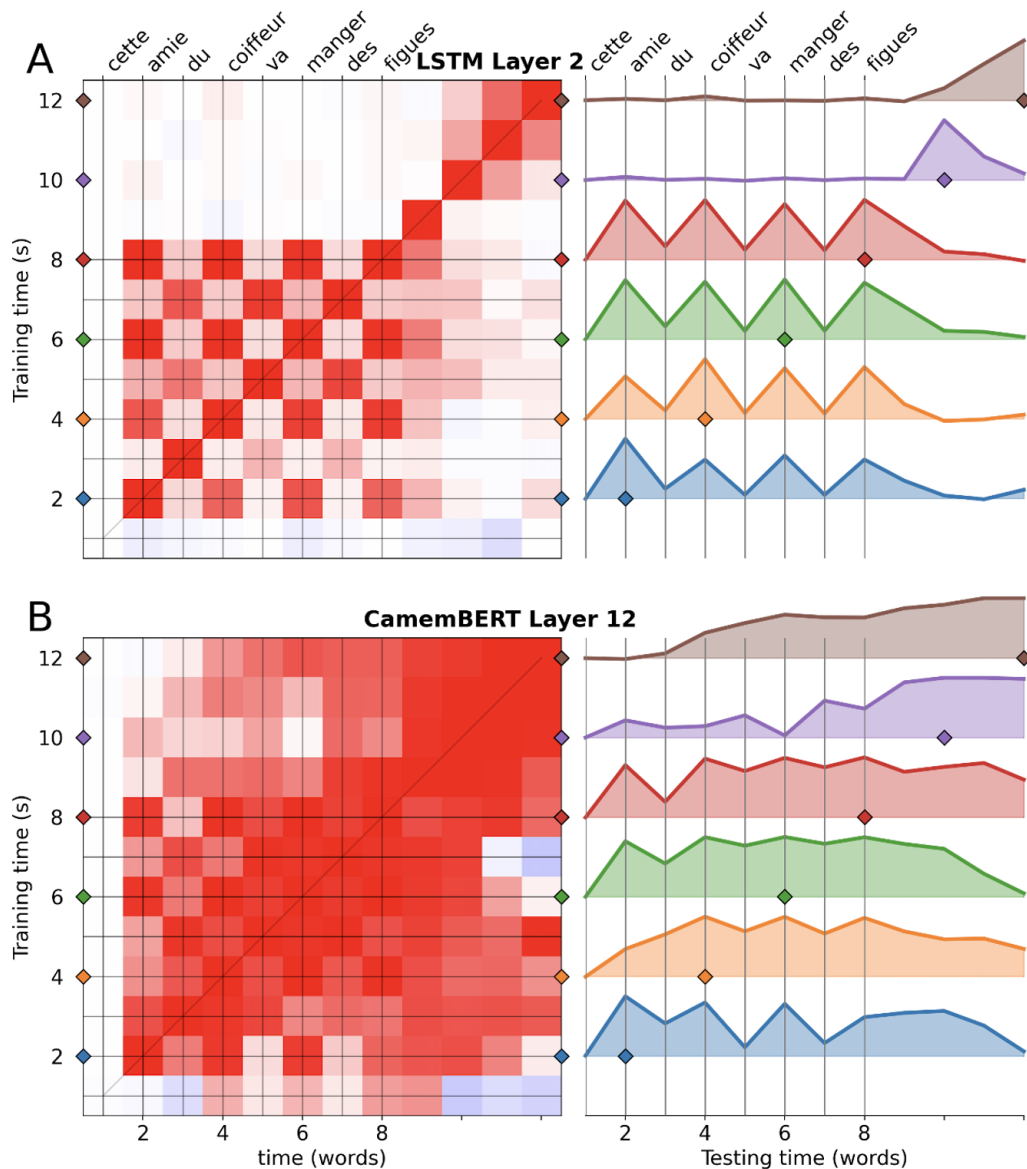 A
cette amie du coiffeur va manger des figues
LSTM Layer 2
cette amie du coiffeur va manger des figues
12
10
8
6
4
2
Training time (s)
B
CamemBERT Layer 12
12
10
8
6
4
2
Training time (s)
2 4 6 8
time (words)
2 4 6 8
Testing time (words)